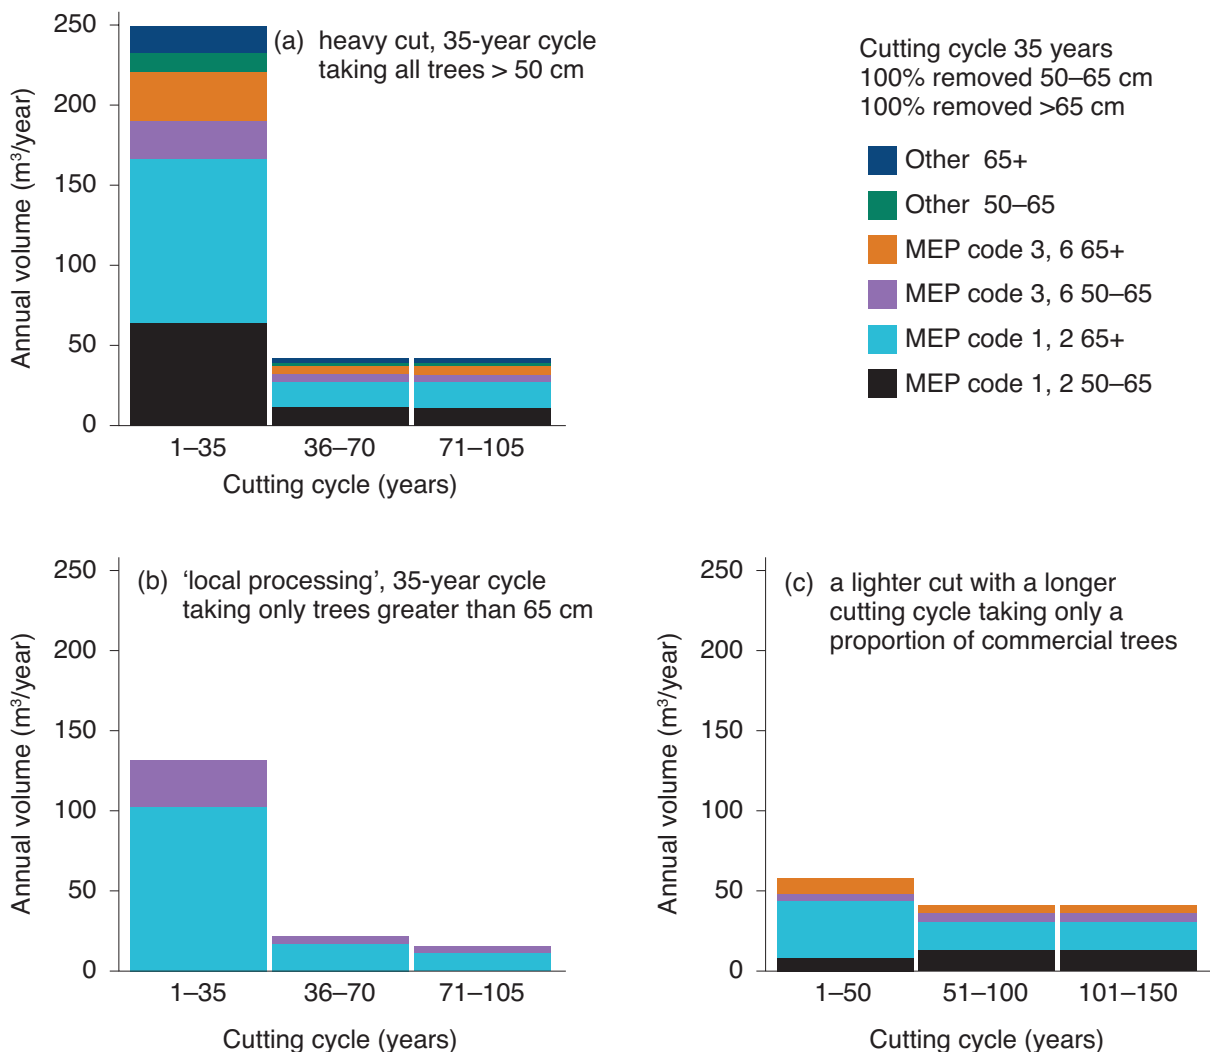 250
200
150
100
50
0
Annual volume (m³/year)
(a) heavy cut, 35-year cycle
taking all trees > 50 cm
1–35
36–70
71–105
Cutting cycle (years)
Cutting cycle 35 years
100% removed 50–65 cm
100% removed >65 cm
Other 65+
Other 50–65
MEP code 3, 6 65+
MEP code 3, 6 50–65
MEP code 1, 2 65+
MEP code 1, 2 50–65
250
200
150
100
50
0
Annual volume (m³/year)
(b) ‘local processing’, 35-year cycle
taking only trees greater than 65 cm
1–35
36–70
71–105
Cutting cycle (years)
250
200
150
100
50
0
Annual volume (m³/year)
(c) a lighter cut with a longer
cutting cycle taking only a
proportion of commercial trees
1–50
51–100
101–150
Cutting cycle (years)